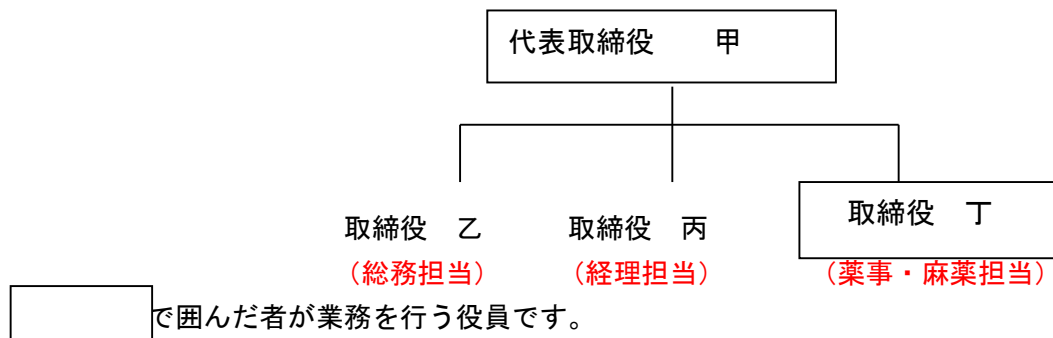 代表取締役　　甲
取締役　乙　　　取締役　丙　　　取締役　丁
（総務担当）　（経理担当）　（薬事・麻薬担当）
で囲んだ者が業務を行う役員です。